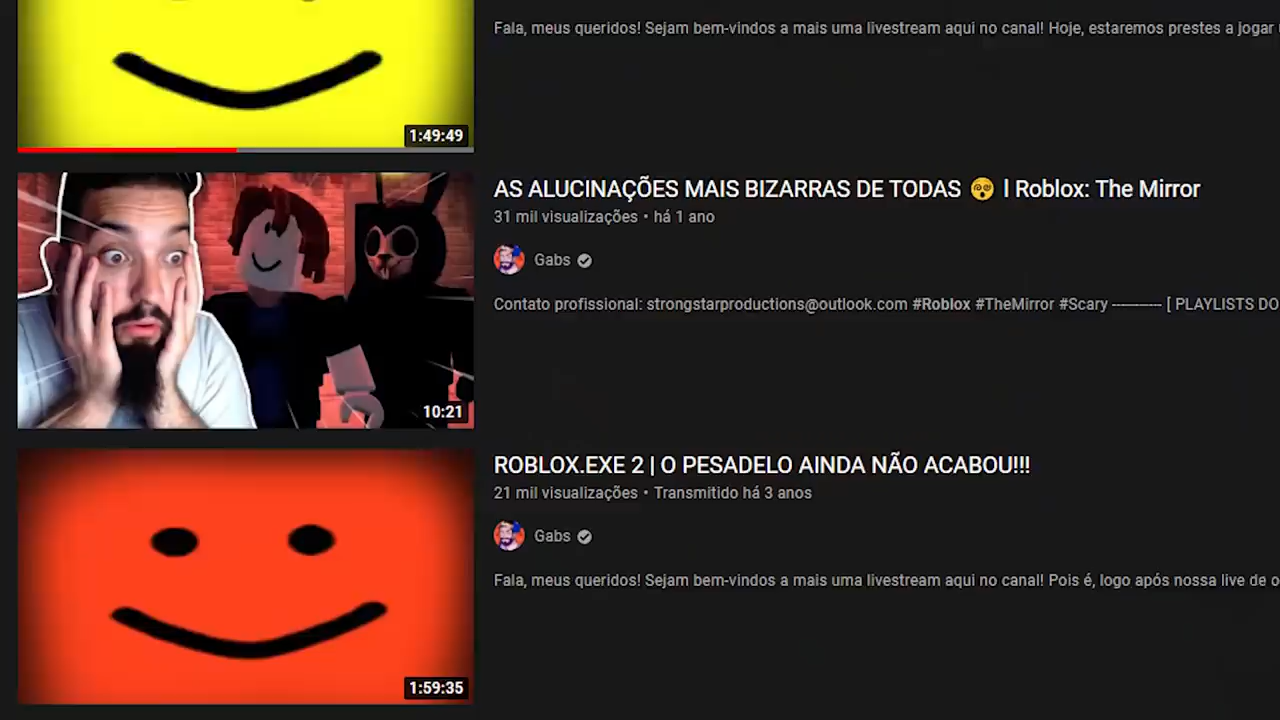 Fala, meus queridos! Sejam bem-vindos a mais uma livestream aqui no canal! Hoje, estaremos prestes a jogar
1:49:49
AS ALUCINAÇÕES MAIS BIZARRAS DE TODAS 😵 l Roblox: The Mirror
31 mil visualizações • há 1 ano
Gabs
Contato profissional: strongstarproductions@outlook.com #Roblox #TheMirror #Scary ---------- [ PLAYLISTS DO
10:21
ROBLOX.EXE 2 | O PESADELO AINDA NÃO ACABOU!!!
21 mil visualizações • Transmitido há 3 anos
Gabs
Fala, meus queridos! Sejam bem-vindos a mais uma livestream aqui no canal! Pois é, logo após nossa live de o
1:59:35